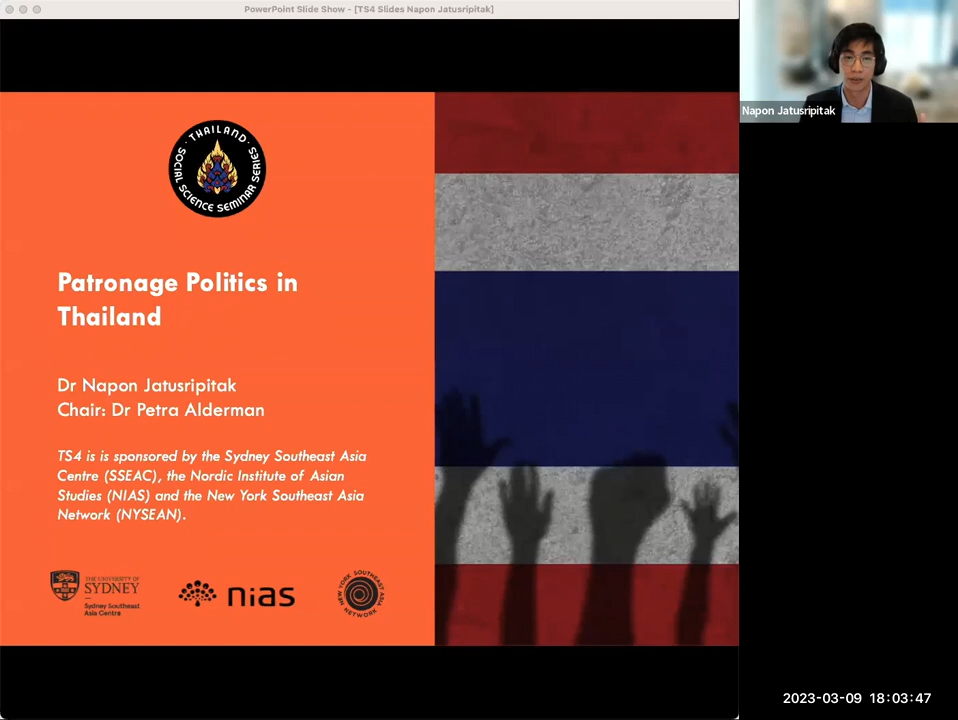 PowerPoint Slide Show - [TS4 Slides Napon Jatusripitak]
Napon Jatusripitak
· THAILAND ·
SOCIAL SCIENCE SEMINAR SERIES
Patronage Politics in
Thailand
Dr Napon Jatusripitak
Chair: Dr Petra Alderman
TS4 is is sponsored by the Sydney Southeast Asia
Centre (SSEAC), the Nordic Institute of Asian
Studies (NIAS) and the New York Southeast Asia
Network (NYSEAN).
THE UNIVERSITY OF
SYDNEY
Sydney Southeast
Asia Centre
nias
NEW YORK SOUTHEAST ASIA NETWORK
2023-03-09 18:03:47